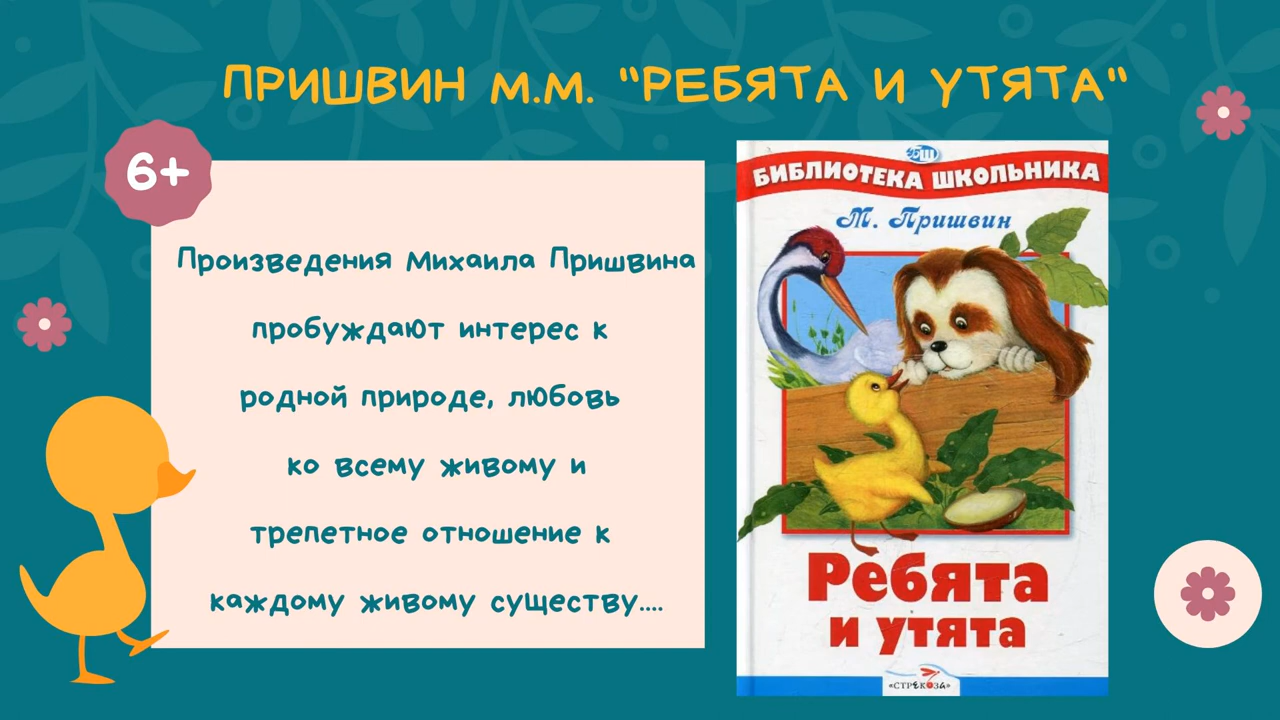 ПРИШВИН М.М. "РЕБЯТА И УТЯТА"
6+
Произведения Михаила Пришвина
пробуждают интерес к
родной природе, любовь
ко всему живому и
трепетное отношение к
каждому живому существу....
БШ
БИБЛИОТЕКА ШКОЛЬНИКА
М. Пришвин
Ребята
и утята
«СТРЕКОЗА»